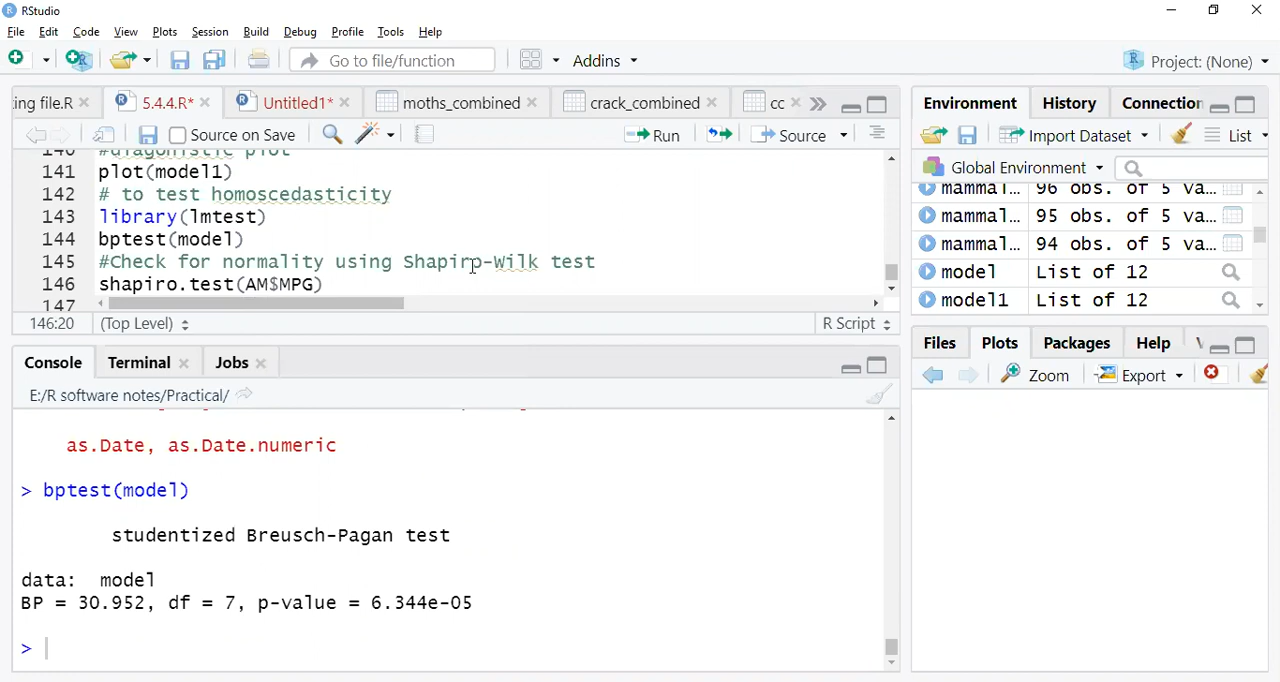 RStudio
File Edit Code View Plots Session Build Debug Profile Tools Help
Go to file/function Addins Project: (None)
ing file.R 5.4.4.R* Untitled1* moths_combined crack_combined cc
Source on Save Run Source
140 #diagonistic plot
141 plot(model1)
142 # to test homoscedasticity
143 library(lmtest)
144 bptest(model)
145 #Check for normality using Shapiro-Wilk test
146 shapiro.test(AM$MPG)
147
146:20 (Top Level) R Script
Console Terminal Jobs
E:/R software notes/Practical/
as.Date, as.Date.numeric
> bptest(model)
studentized Breusch-Pagan test
data: model
BP = 30.952, df = 7, p-value = 6.344e-05
>
Environment History Connection
Import Dataset List
Global Environment
mammal... 96 obs. of 5 va...
mammal... 95 obs. of 5 va...
mammal... 94 obs. of 5 va...
model List of 12
model1 List of 12
Files Plots Packages Help
Zoom Export